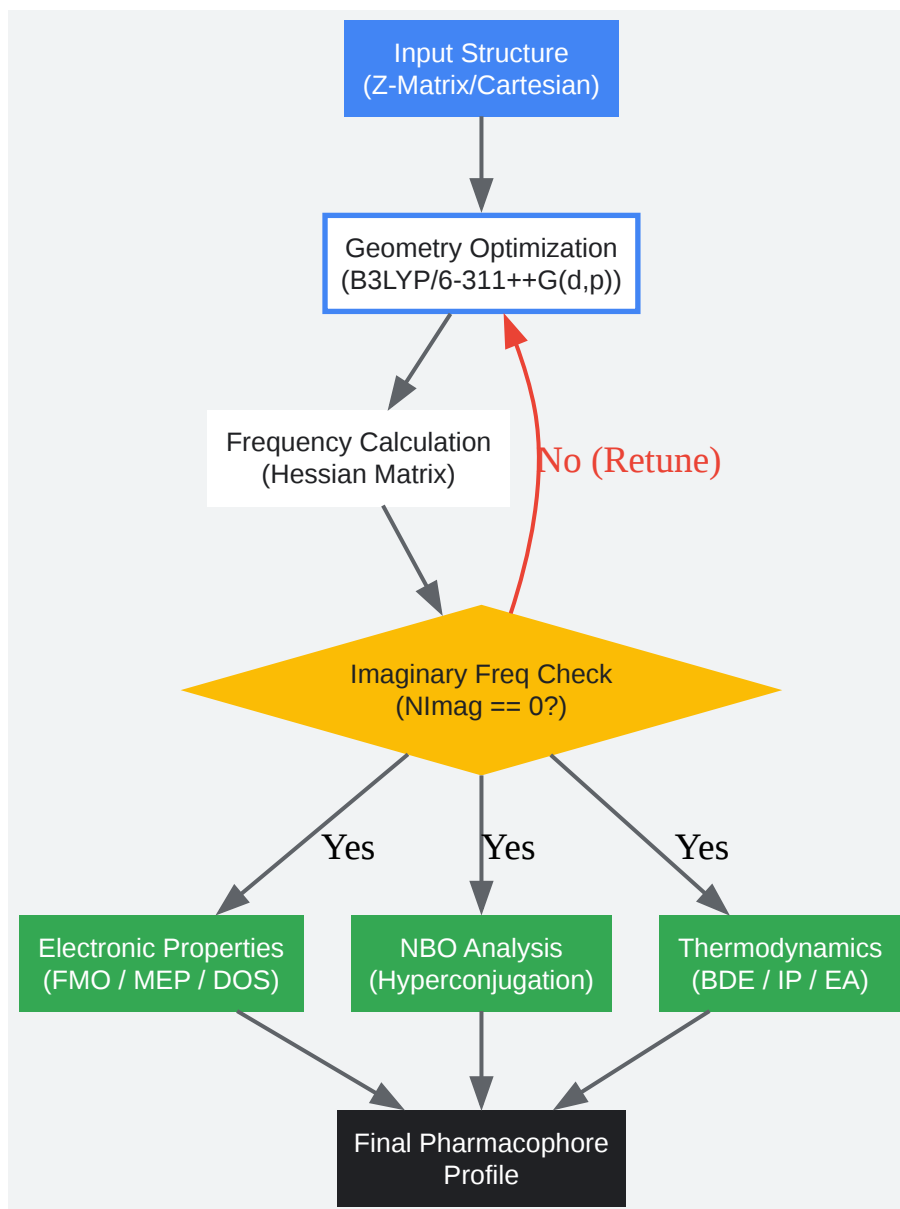 Input Structure
(Z-Matrix/Cartesian)
Geometry Optimization
(B3LYP/6-311++G(d,p))
Frequency Calculation
(Hessian Matrix)
No (Retune)
Imaginary Freq Check
(NImag == 0?)
Yes
Yes
Yes
Electronic Properties
(FMO / MEP / DOS)
NBO Analysis
(Hyperconjugation)
Thermodynamics
(BDE / IP / EA)
Final Pharmacophore
Profile